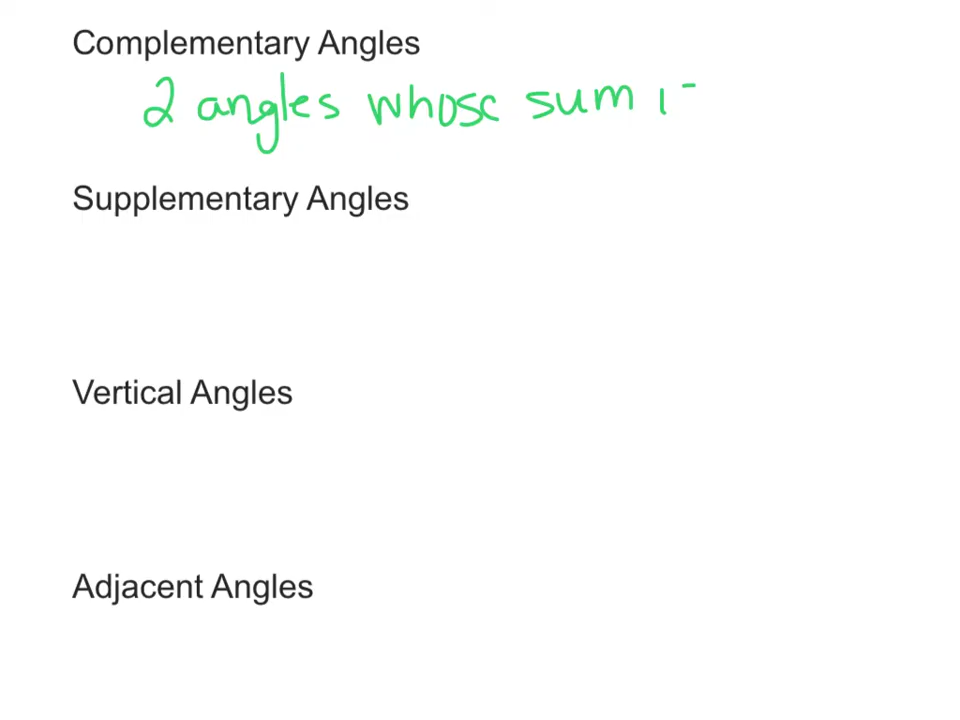 Complementary Angles
2 angles whose sum
Supplementary Angles
Vertical Angles
Adjacent Angles